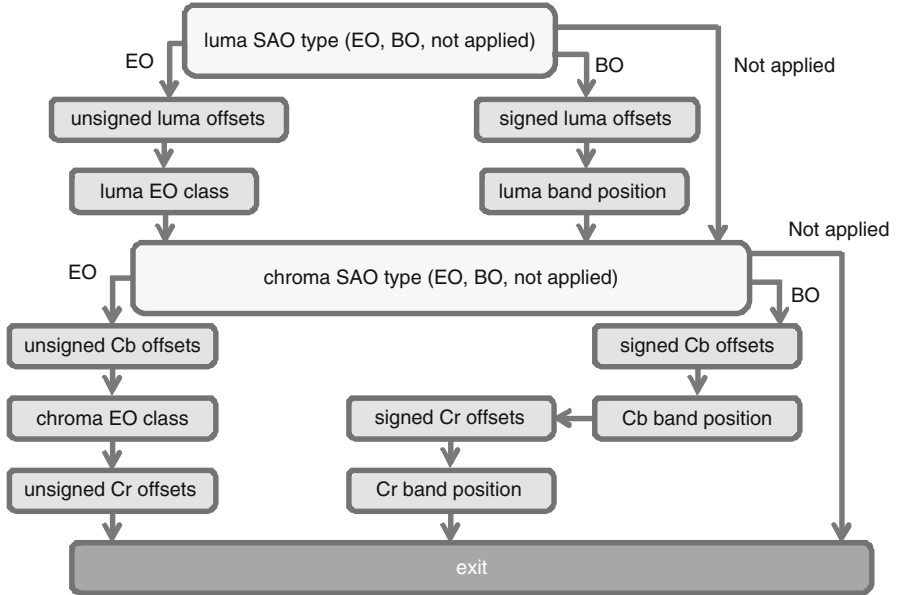 luma SAO type (EO, BO, not applied)
EO
BO
Not applied
unsigned luma offsets
signed luma offsets
luma EO class
luma band position
Not applied
chroma SAO type (EO, BO, not applied)
EO
BO
unsigned Cb offsets
signed Cb offsets
chroma EO class
signed Cr offsets
Cb band position
unsigned Cr offsets
Cr band position
exit